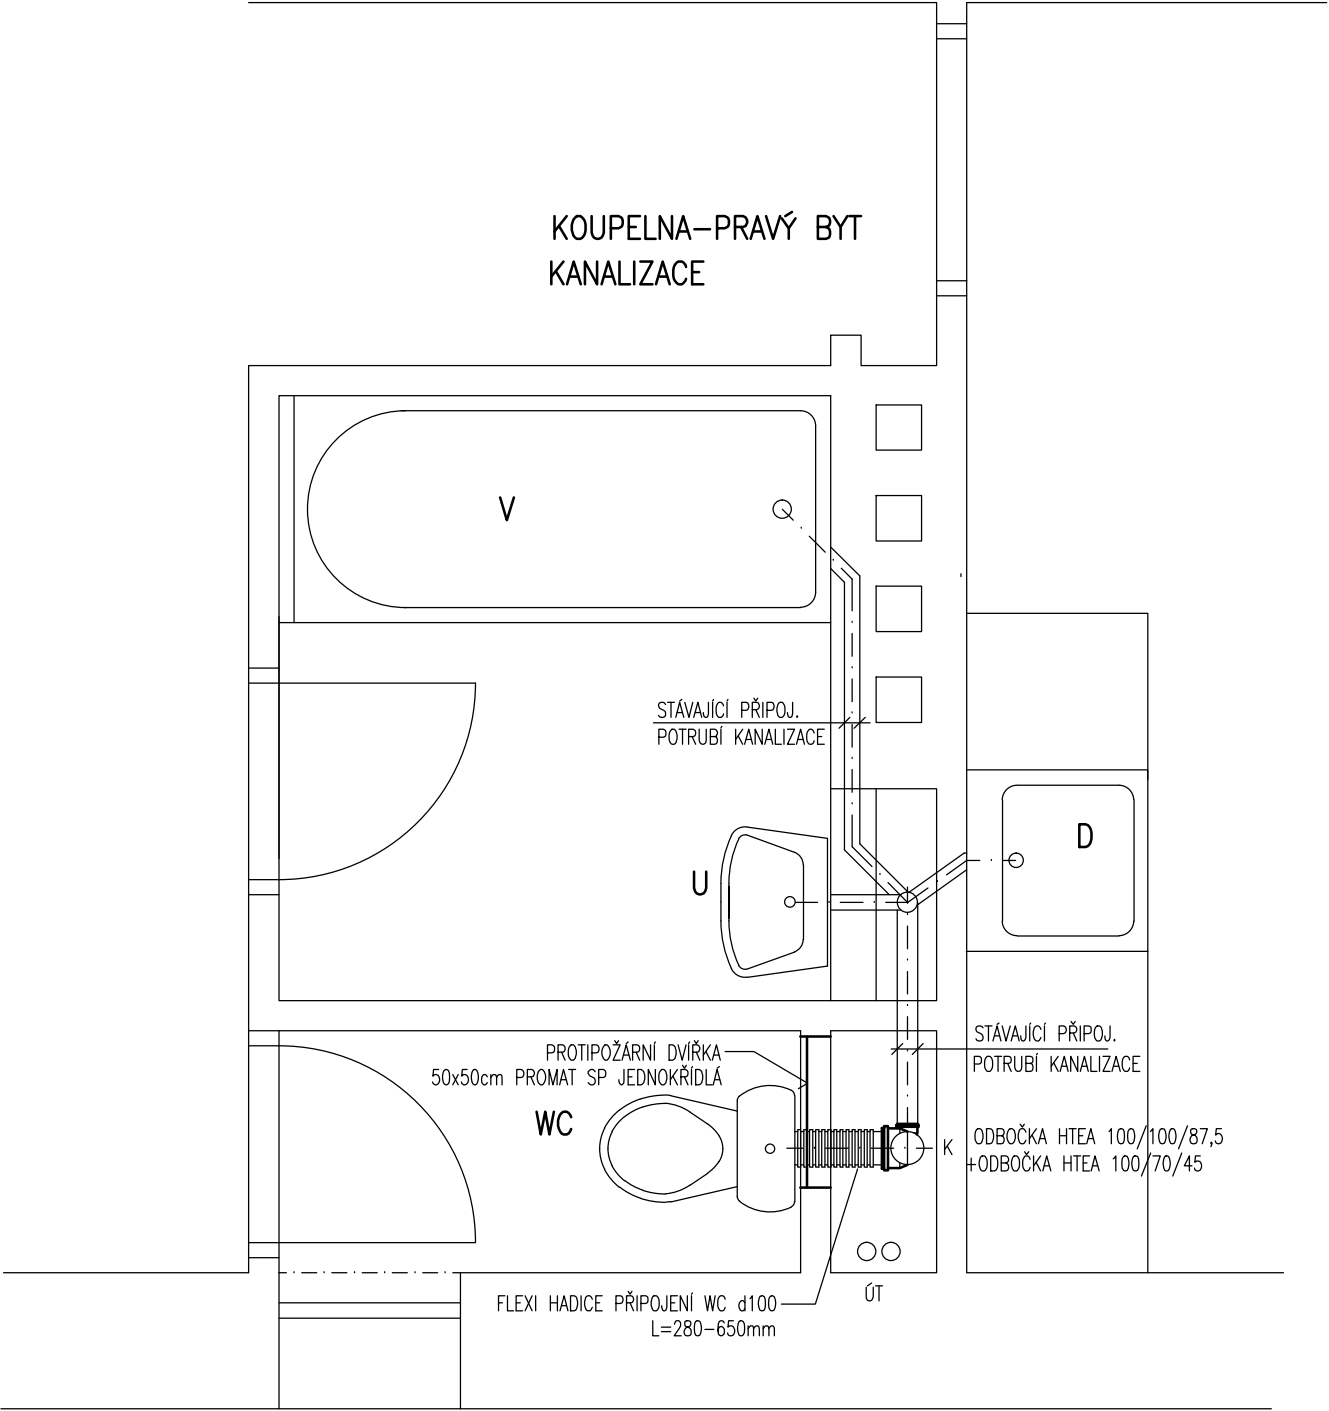 KOUPELNA-PRAVÝ BYT
KANALIZACE
V
STÁVAJÍCÍ PŘIPOJ.
POTRUBÍ KANALIZACE
D
U
STÁVAJÍCÍ PŘIPOJ.
POTRUBÍ KANALIZACE
PROTIPOŽÁRNÍ DVÍŘKA
50x50cm PROMAT SP JEDNOKŘÍDLÁ
WC
K
ODBOČKA HTEA 100/100/87,5
+ODBOČKA HTEA 100/70/45
ÚT
FLEXI HADICE PŘIPOJENÍ WC d100
L=280-650mm